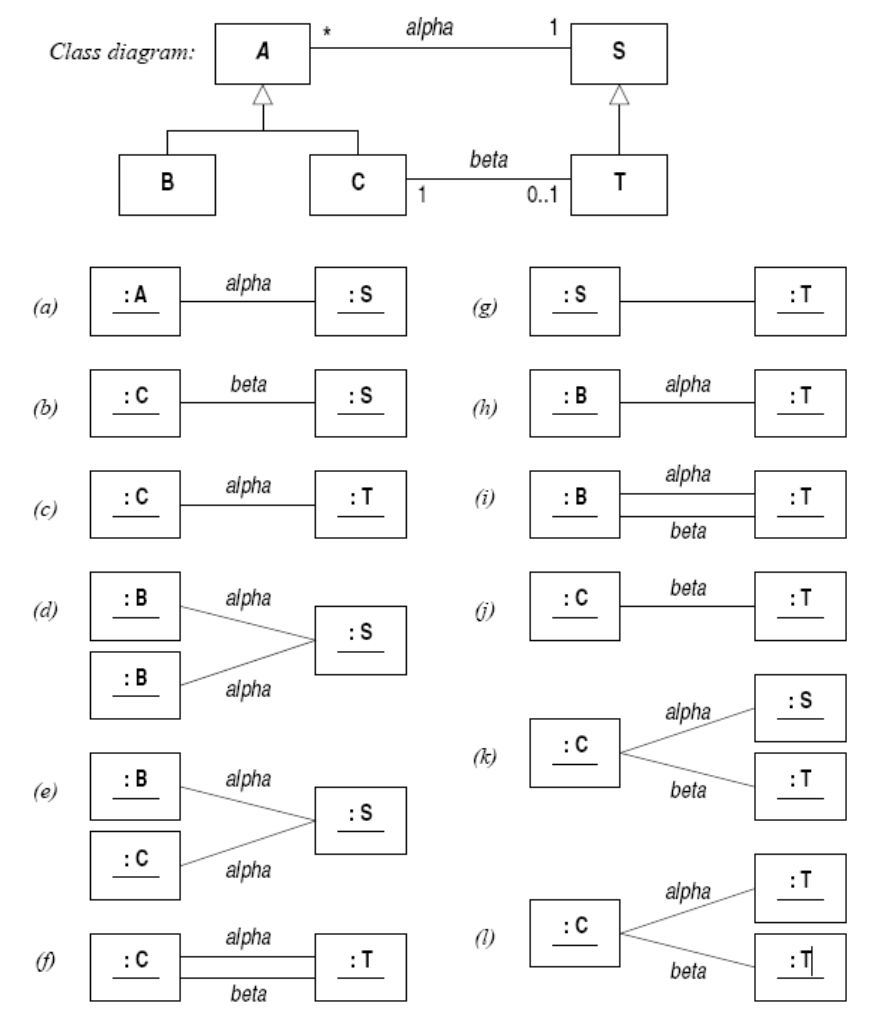 Class diagram:
A
*
alpha
1
S
B
C
beta
1
0..1
T
(a)
: A
alpha
: S
(b)
: C
beta
: S
(c)
: C
alpha
: T
(d)
: B
alpha
: B
alpha
: S
(e)
: B
alpha
: C
alpha
: S
(f)
: C
alpha
beta
: T
(g)
: S
: T
(h)
: B
alpha
: T
(i)
: B
alpha
beta
: T
(j)
: C
beta
: T
(k)
: C
alpha
: S
beta
: T
(l)
: C
alpha
: T
beta
: T